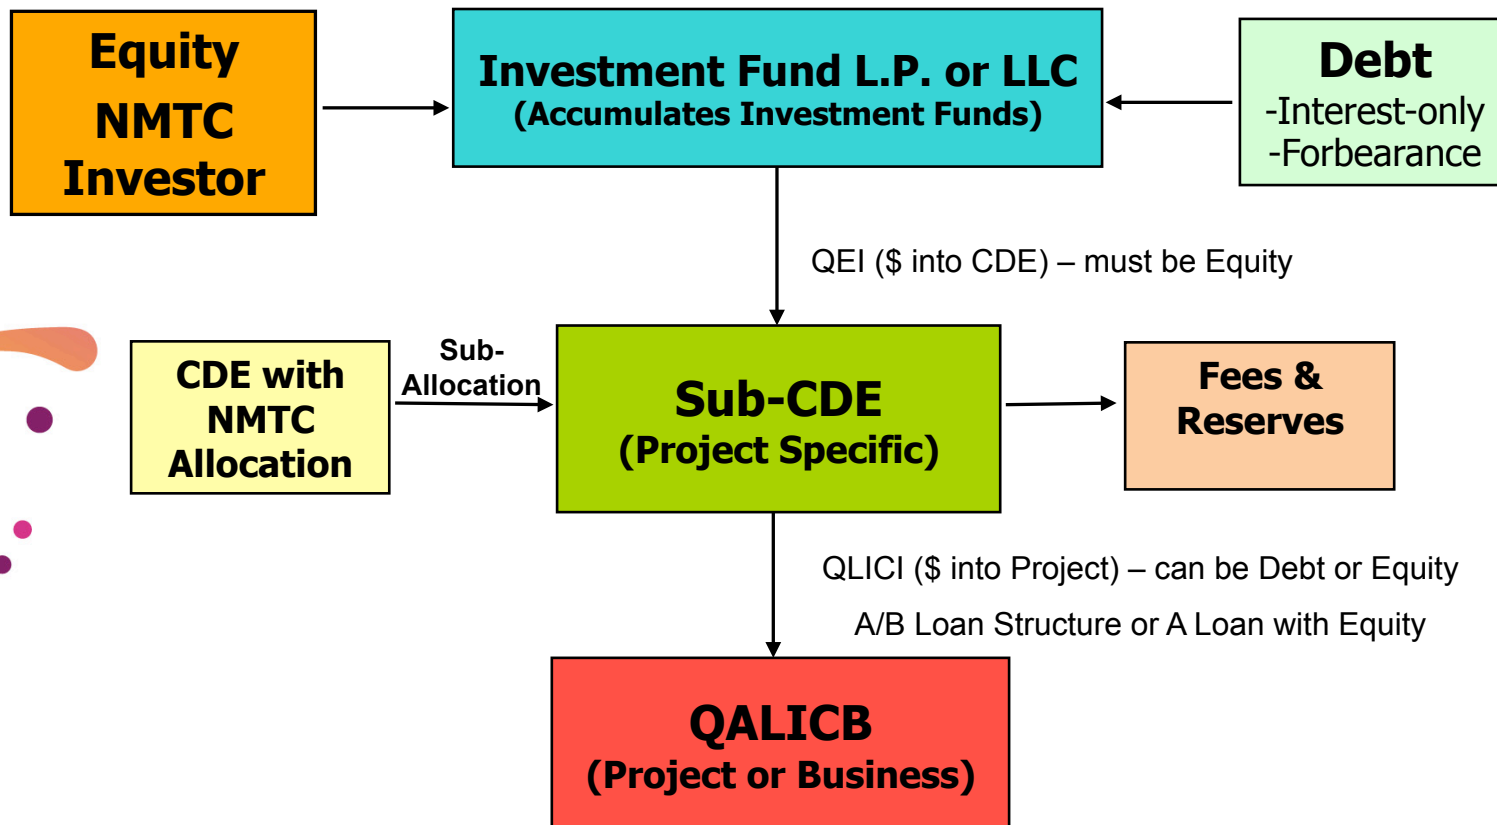 Equity
NMTC
Investor
Investment Fund L.P. or LLC
(Accumulates Investment Funds)
Debt
-Interest-only
-Forbearance
QEI ($ into CDE) – must be Equity
CDE with
NMTC
Allocation
Sub-
Allocation
Sub-CDE
(Project Specific)
Fees &
Reserves
QLICI ($ into Project) – can be Debt or Equity
A/B Loan Structure or A Loan with Equity
QALICB
(Project or Business)